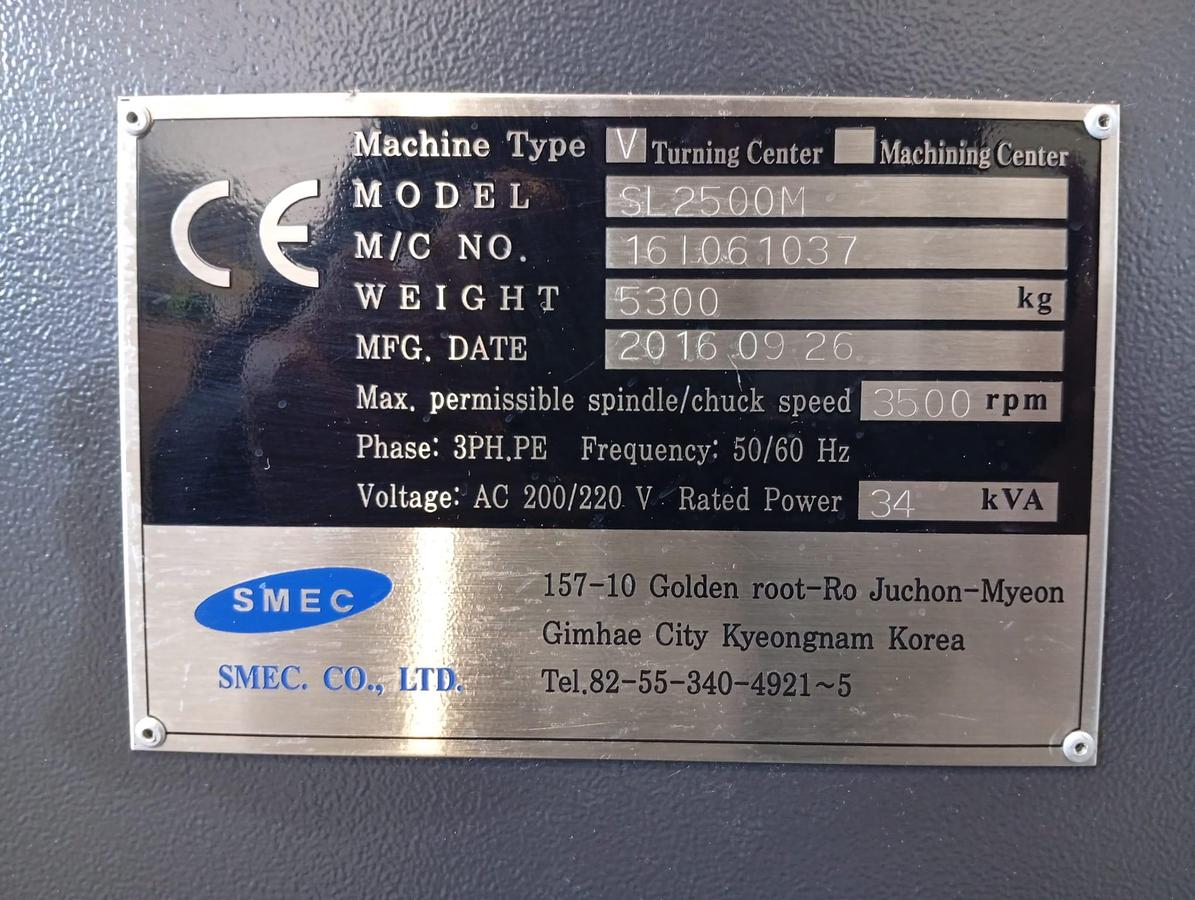 Machine Type V Turning Center Machining Center
CE
MODEL SL2500M
M/C NO. 161061037
WEIGHT 5300 kg
MFG. DATE 2016 09 26
Max. permissible spindle/chuck speed 3500 rpm
Phase: 3PH.PE Frequency: 50/60 Hz
Voltage: AC 200/220 V Rated Power 34 kVA
SMEC
SMEC. CO., LTD.
157-10 Golden root-Ro Juchon-Myeon
Gimhae City Kyeongnam Korea
Tel.82-55-340-4921~5